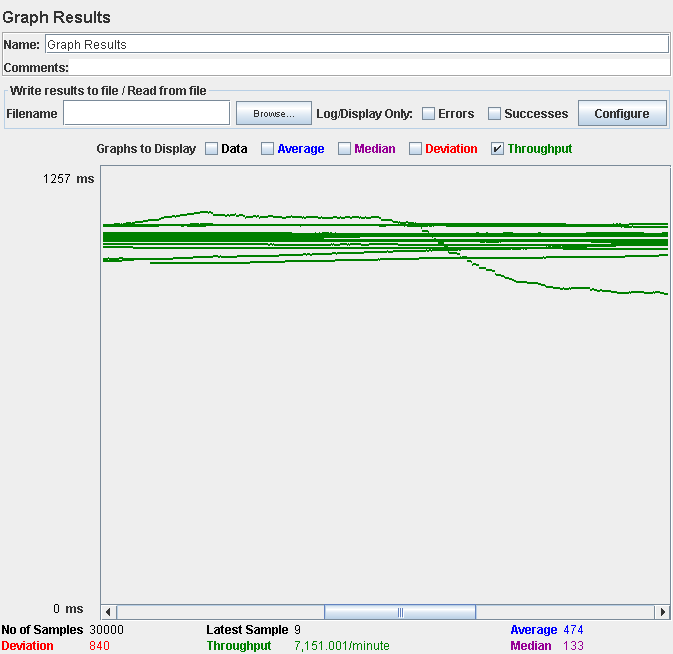 Graph Results
Name: Graph Results
Comments:
Write results to file / Read from file
Filename Browse... Log/Display Only: Errors Successes Configure
Graphs to Display Data Average Median Deviation Throughput
1257 ms
0 ms
No of Samples 30000 Latest Sample 9 Average 474
Deviation 840 Throughput 7,151.001/minute Median 133